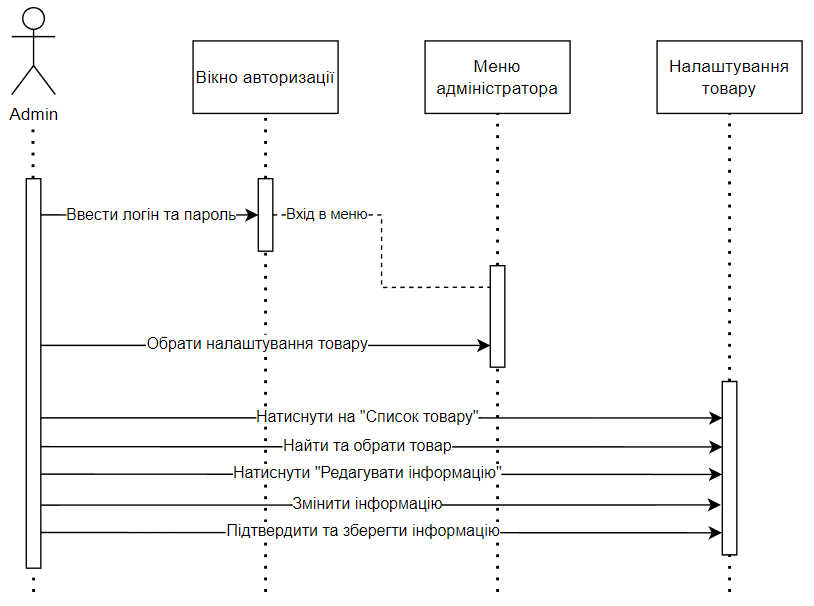 Admin
Вікно авторизації
Меню
адміністратора
Налаштування
товару
Ввести логін та пароль
Вхід в меню
Обрати налаштування товару
Натиснути на "Список товару"
Найти та обрати товар
Натиснути "Редагувати інформацію"
Змінити інформацію
Підтвердити та зберегти інформацію